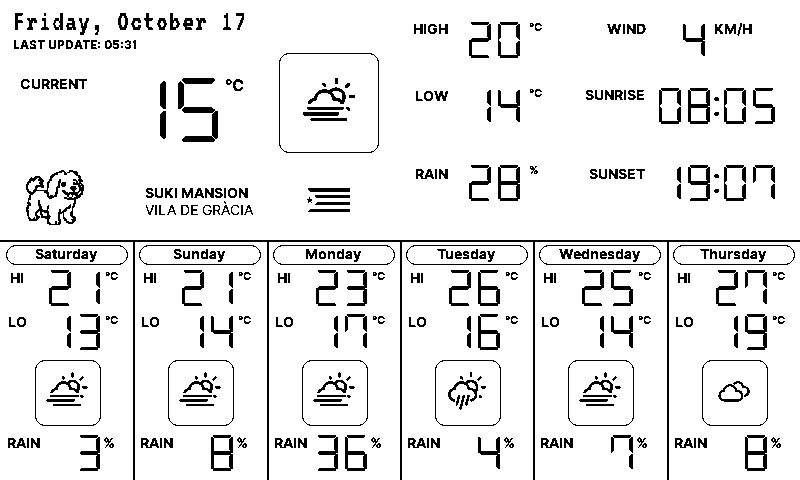 Friday, October 17
LAST UPDATE: 05:31
CURRENT 15 °C
SUKI MANSION
VILA DE GRÀCIA
HIGH 20 °C
LOW 14 °C
RAIN 28 %
WIND 4 KM/H
SUNRISE 08:05
SUNSET 19:07
Saturday
HI 21 °C
LO 13 °C
RAIN 3 %
Sunday
HI 21 °C
LO 14 °C
RAIN 8 %
Monday
HI 23 °C
LO 17 °C
RAIN 36 %
Tuesday
HI 26 °C
LO 16 °C
RAIN 4 %
Wednesday
HI 25 °C
LO 14 °C
RAIN 7 %
Thursday
HI 27 °C
LO 19 °C
RAIN 8 %